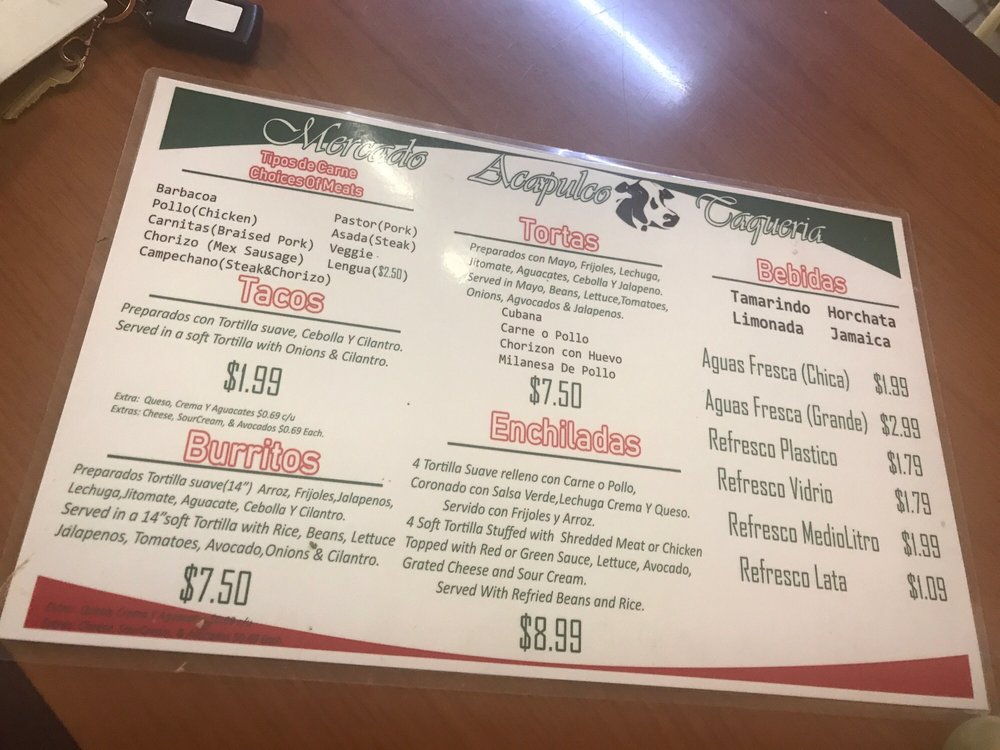 Mercado Acapulco Taqueria
Tipos de Carne
Choices Of Meats
Barbacoa
Pollo(Chicken)
Carnitas(Braised Pork)
Chorizo (Mex Sausage)
Campechano(Steak&Chorizo)
Pastor(Pork)
Asada(Steak)
Veggie
Lengua($2.50)
Tacos
Preparados con Tortilla suave, Cebolla Y Cilantro.
Served in a soft Tortilla with Onions & Cilantro.
$1.99
Extra: Queso, Crema Y Aguacates $0.69 c/u
Extras: Cheese, SourCream, & Avocados $0.69 Each.
Burritos
Preparados Tortilla suave(14") Arroz, Frijoles,Jalapenos,
Lechuga,Jitomate, Aguacate, Cebolla Y Cilantro.
Served in a 14"soft Tortilla with Rice, Beans, Lettuce
Jalapenos, Tomatoes, Avocado,Onions & Cilantro.
$7.50
Extra: Queso, Crema Y c/u
Extras: Cheese, SourCream, & Avocados $0.69 Each.
Tortas
Preparados con Mayo, Frijoles, Lechuga,
Jitomate, Aguacates, Cebolla Y Jalapeno.
Served in Mayo, Beans, Lettuce,Tomatoes,
Onions, Agvocados & Jalapenos.
Cubana
Carne o Pollo
Chorizon con Huevo
Milanesa De Pollo
$7.50
Enchiladas
4 Tortilla Suave relleno con Carne o Pollo,
Coronado con Salsa Verde,Lechuga Crema Y Queso.
Servido con Frijoles y Arroz.
4 Soft Tortilla Stuffed with Shredded Meat or Chicken
Topped with Red or Green Sauce, Lettuce, Avocado,
Grated Cheese and Sour Cream.
Served With Refried Beans and Rice.
$8.99
Bebidas
Tamarindo Horchata
Limonada Jamaica
Aguas Fresca (Chica) $1.99
Aguas Fresca (Grande) $2.99
Refresco Plastico $1.79
Refresco Vidrio $1.79
Refresco MedioLitro $1.99
Refresco Lata $1.09